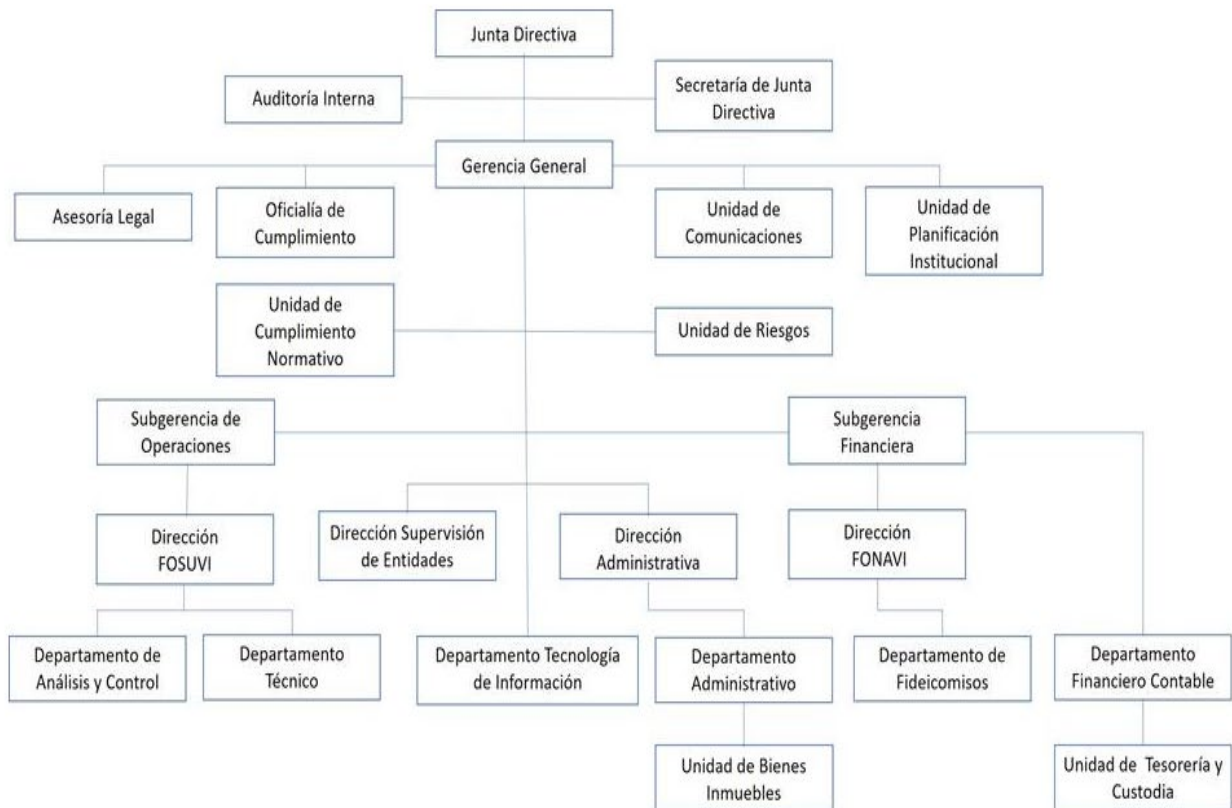 Junta Directiva
Auditoría Interna
Secretaría de Junta
Directiva
Gerencia General
Asesoría Legal
Oficialía de
Cumplimiento
Unidad de
Comunicaciones
Unidad de
Planificación
Institucional
Unidad de
Cumplimiento
Normativo
Unidad de Riesgos
Subgerencia de
Operaciones
Subgerencia
Financiera
Dirección
FOSUVI
Dirección Supervisión
de Entidades
Dirección
Administrativa
Dirección
FONAVI
Departamento de
Análisis y Control
Departamento
Técnico
Departamento Tecnología
de Información
Departamento
Administrativo
Departamento de
Fideicomisos
Departamento
Financiero Contable
Unidad de Bienes
Inmuebles
Unidad de Tesorería y
Custodia